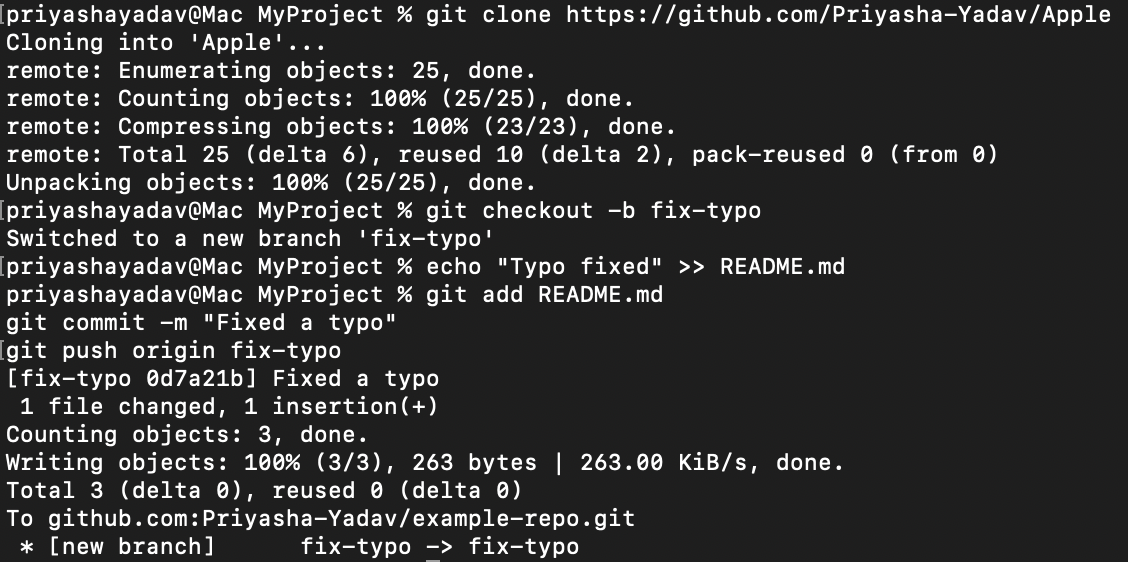 [priyashayadav@Mac MyProject % git clone https://github.com/Priyasha-Yadav/Apple
Cloning into 'Apple'...
remote: Enumerating objects: 25, done.
remote: Counting objects: 100% (25/25), done.
remote: Compressing objects: 100% (23/23), done.
remote: Total 25 (delta 6), reused 10 (delta 2), pack-reused 0 (from 0)
Unpacking objects: 100% (25/25), done.
[priyashayadav@Mac MyProject % git checkout -b fix-typo
Switched to a new branch 'fix-typo'
[priyashayadav@Mac MyProject % echo "Typo fixed" >> README.md
priyashayadav@Mac MyProject % git add README.md
git commit -m "Fixed a typo"
[git push origin fix-typo
[fix-typo 0d7a21b] Fixed a typo
 1 file changed, 1 insertion(+)
Counting objects: 3, done.
Writing objects: 100% (3/3), 263 bytes | 263.00 KiB/s, done.
Total 3 (delta 0), reused 0 (delta 0)
To github.com:Priyasha-Yadav/example-repo.git
 * [new branch]      fix-typo -> fix-typo